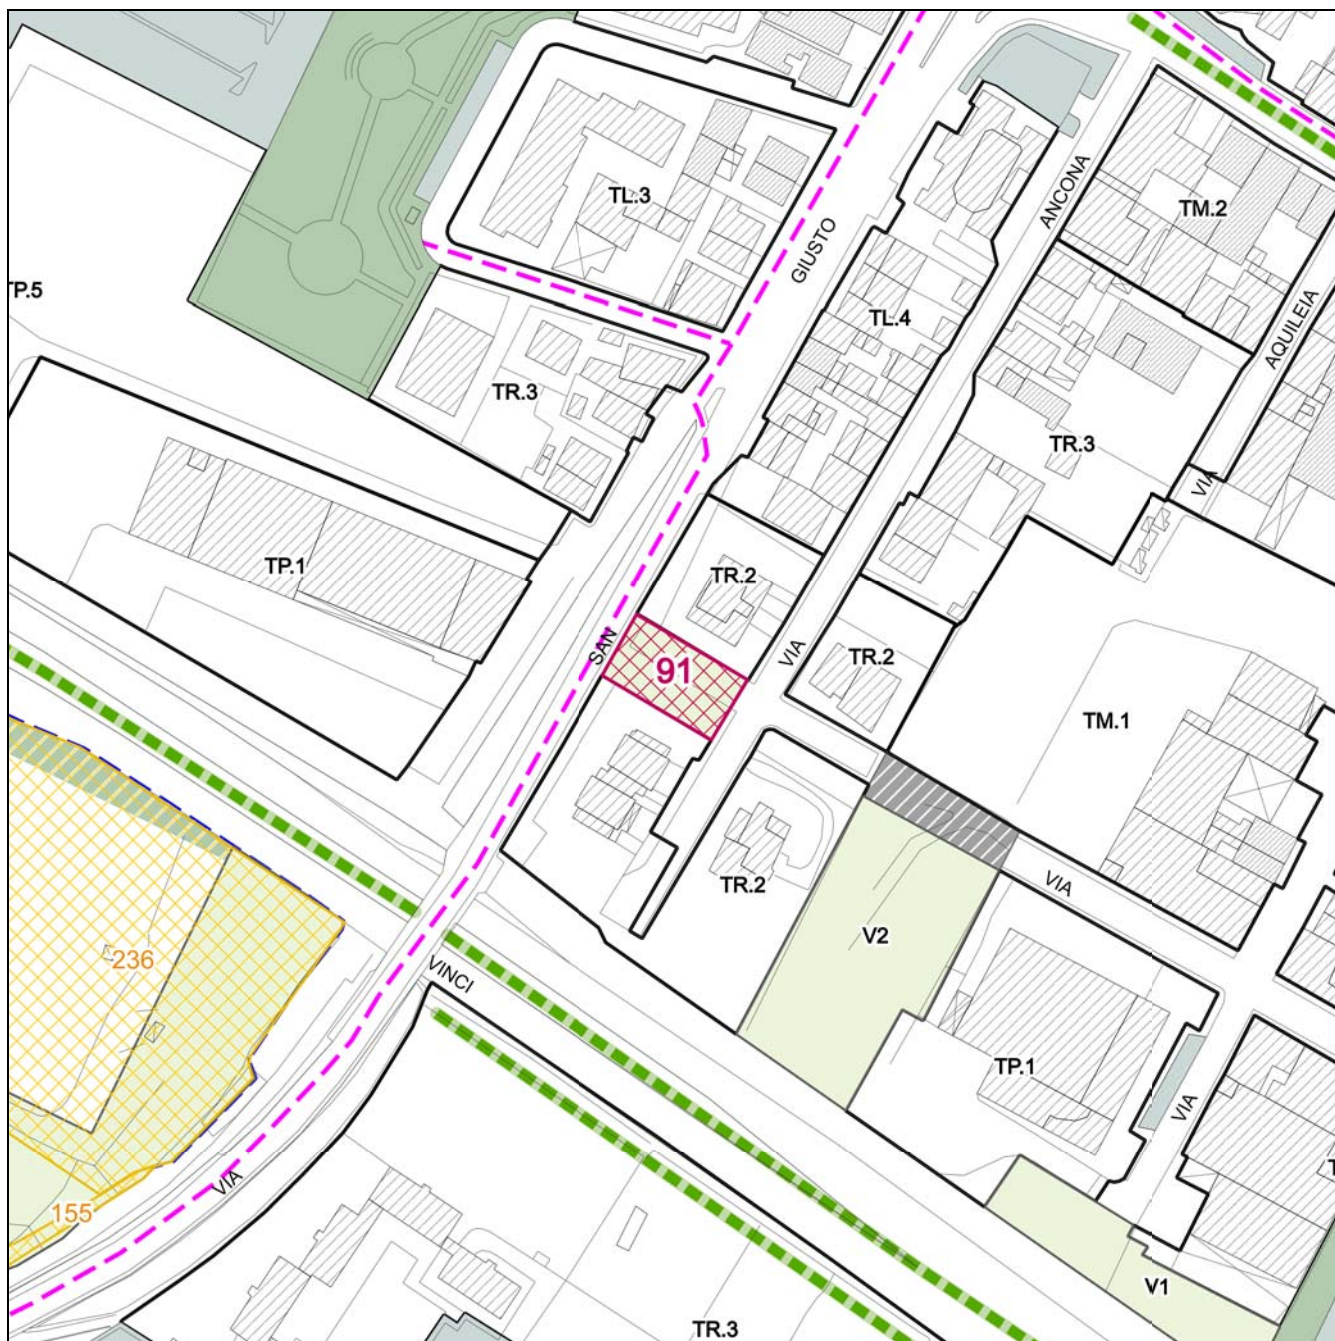 TL.3
TM.2
ANCONA
GIUSTO
TP.5
TL.4
AQUILEIA
TR.3
TR.3
VIA
TP.1
TR.2
SAN
91
VIA
TR.2
TM.1
TR.2
VIA
V2
236
VINCI
TP.1
VIA
VIA
155
V1
TR.3